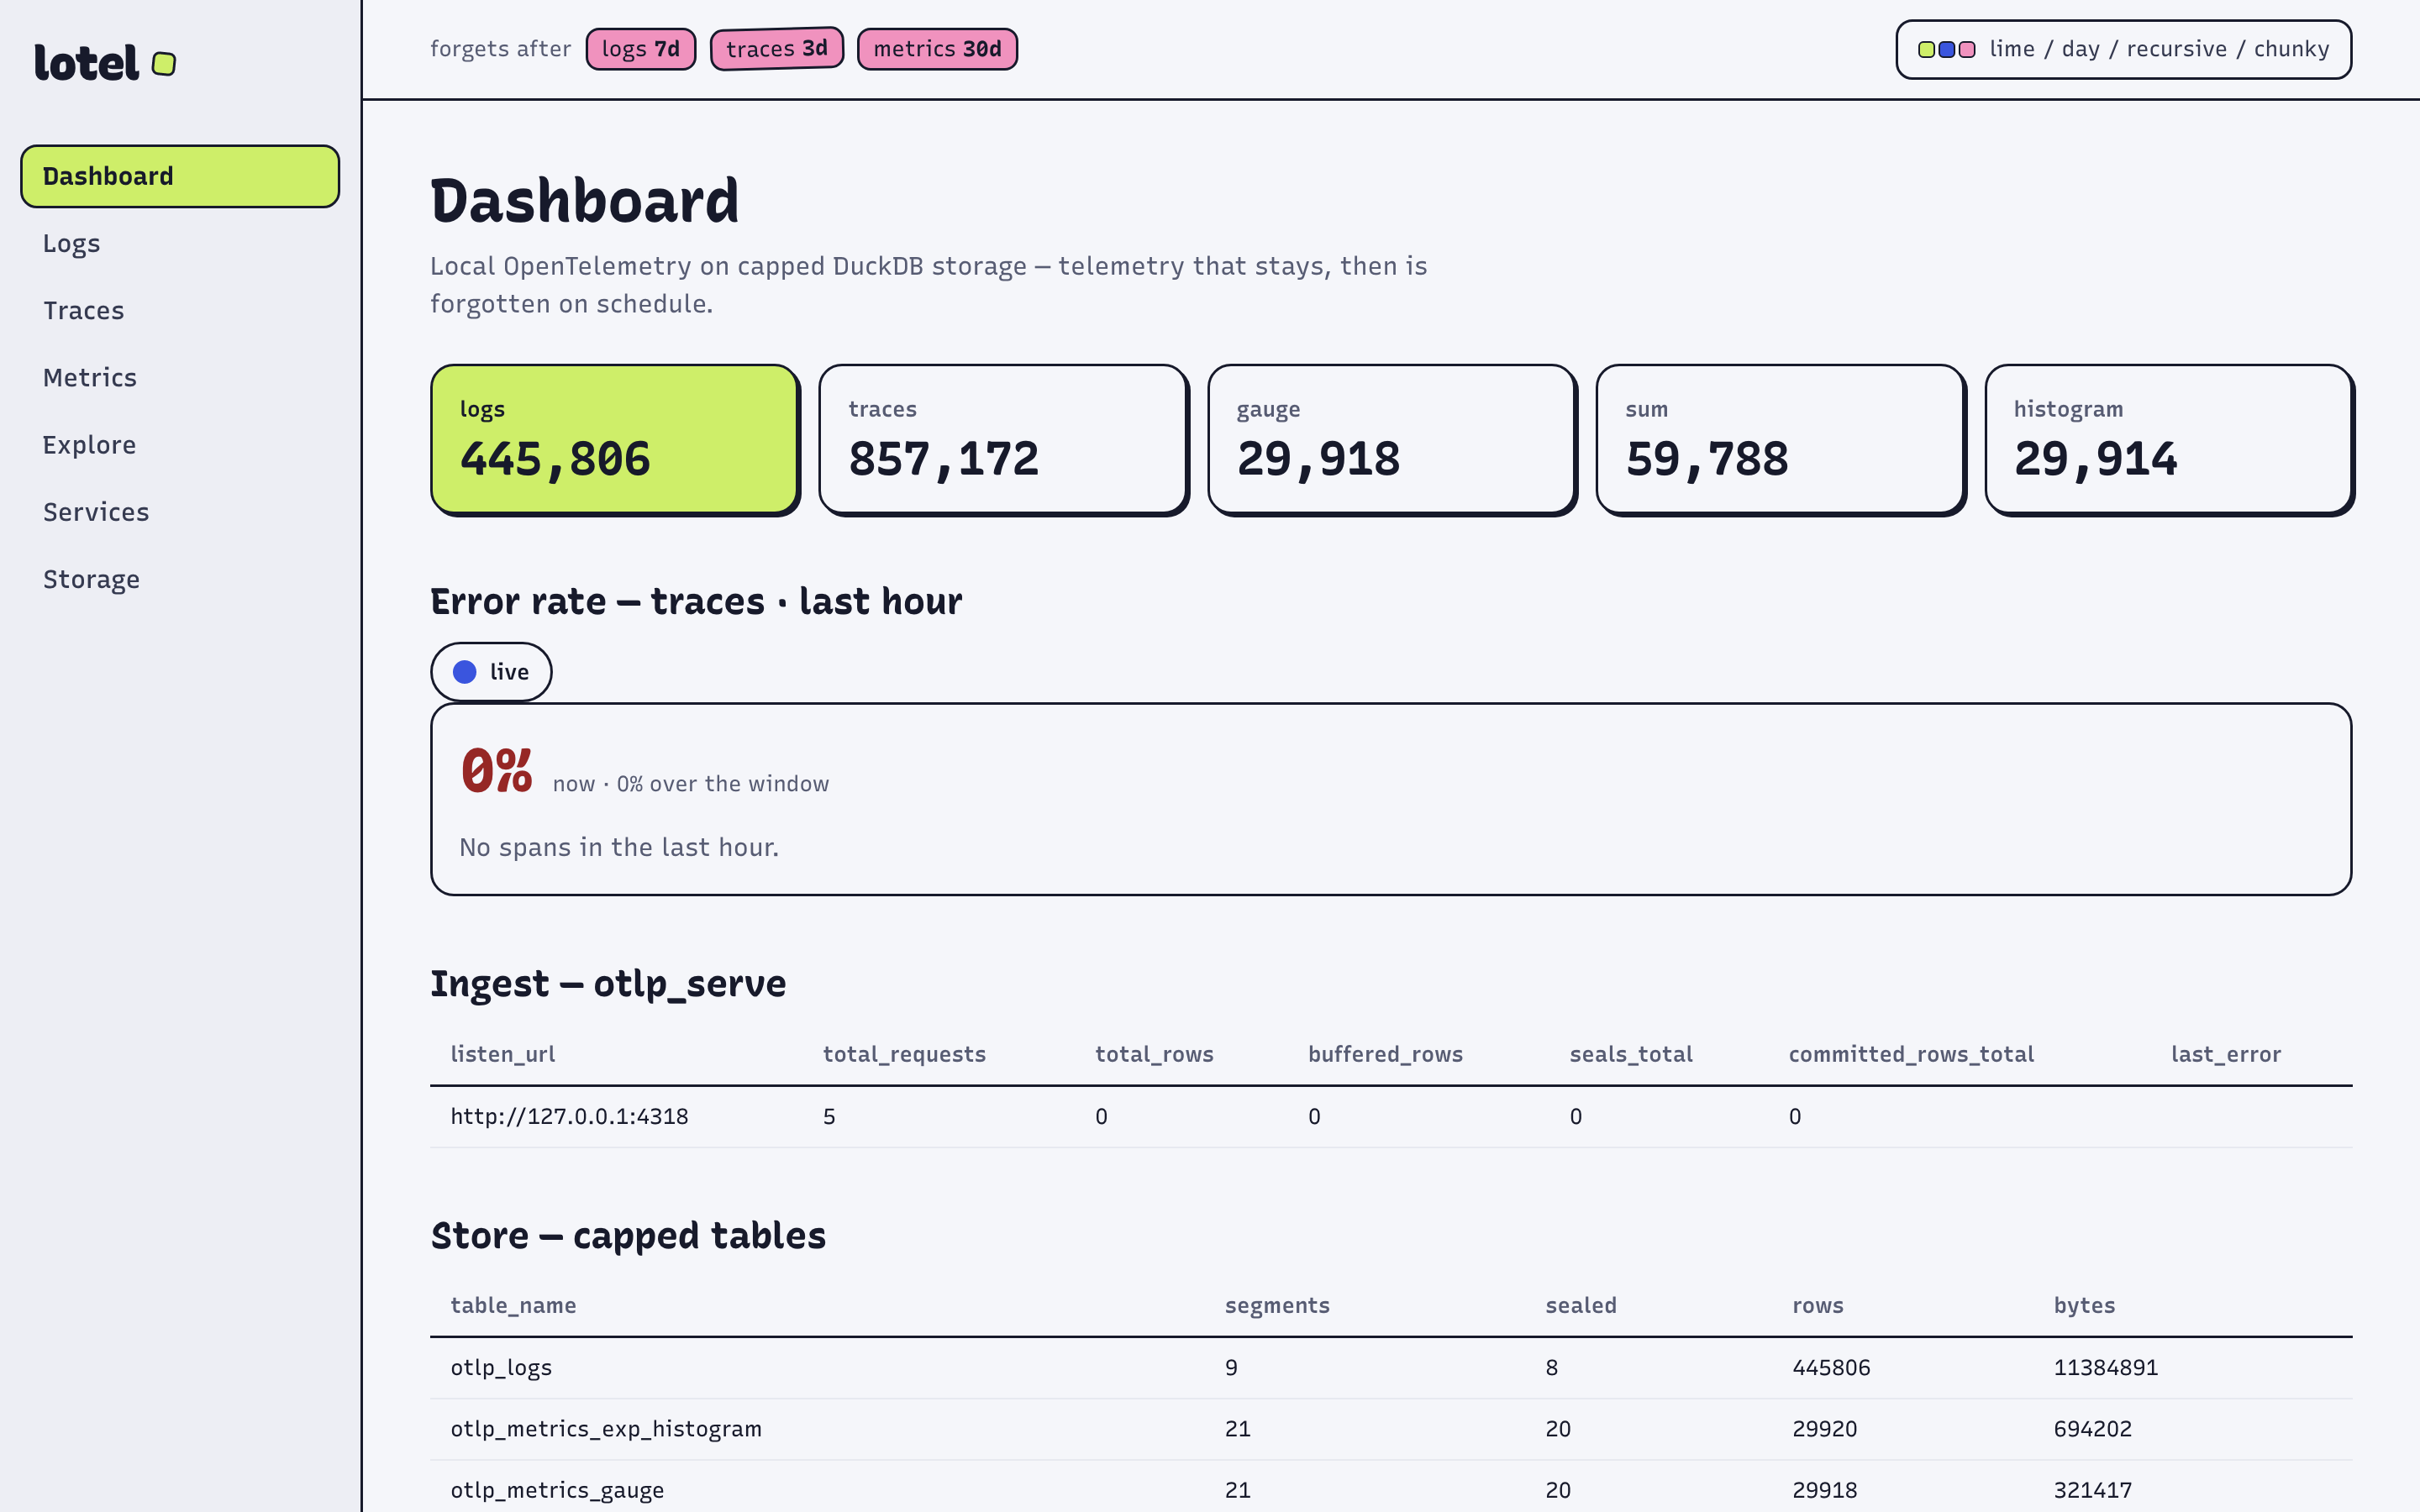 lotel
forgets after logs 7d traces 3d metrics 30d
lime / day / recursive / chunky
Dashboard
Logs
Traces
Metrics
Explore
Services
Storage
Dashboard
Local OpenTelemetry on capped DuckDB storage — telemetry that stays, then is
forgotten on schedule.
logs
445,806
traces
857,172
gauge
29,918
sum
59,788
histogram
29,914
Error rate — traces · last hour
live
0% now · 0% over the window
No spans in the last hour.
Ingest — otlp_serve
listen_url total_requests total_rows buffered_rows seals_total committed_rows_total last_error
http://127.0.0.1:4318 5 0 0 0 0
Store — capped tables
table_name segments sealed rows bytes
otlp_logs 9 8 445806 11384891
otlp_metrics_exp_histogram 21 20 29920 694202
otlp_metrics_gauge 21 20 29918 321417